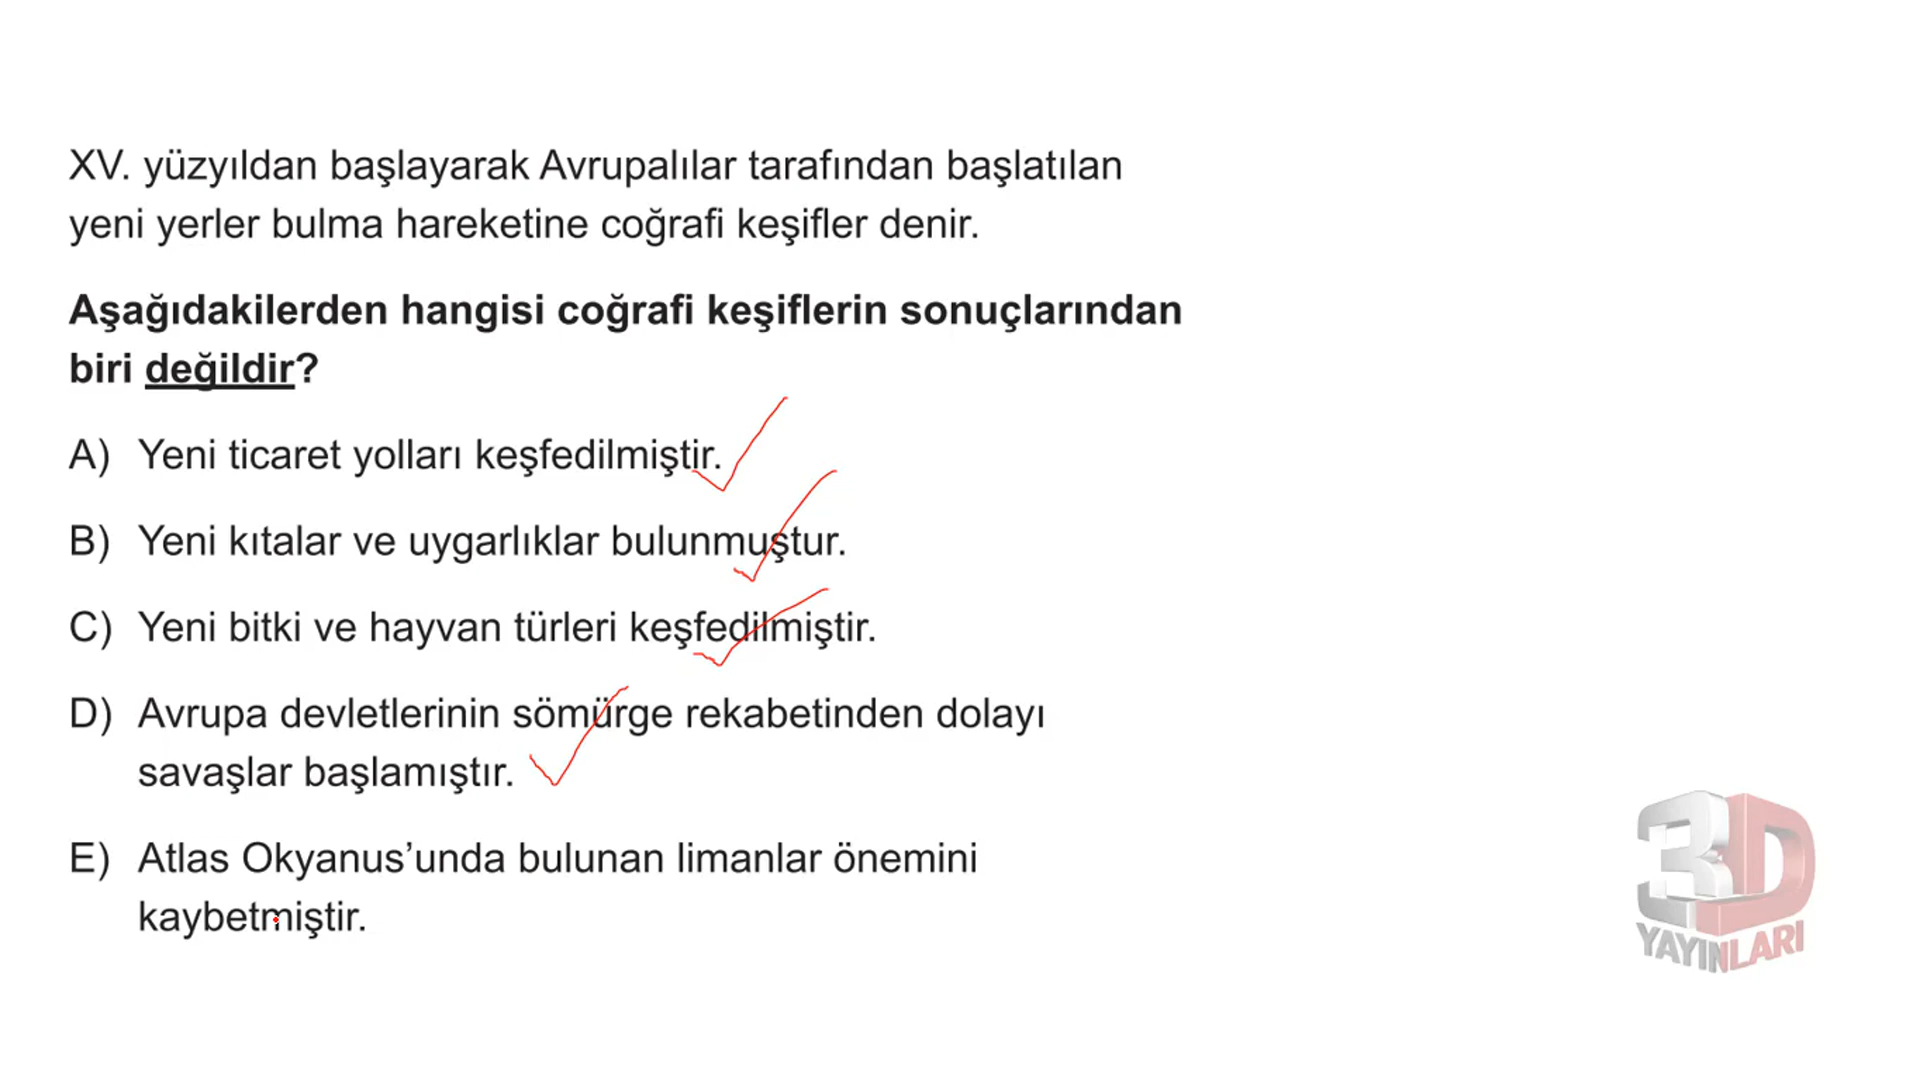 XV. yüzyıldan başlayarak Avrupalılar tarafından başlatılan
yeni yerler bulma hareketine coğrafi keşifler denir.
Aşağıdakilerden hangisi coğrafi keşiflerin sonuçlarından
biri değildir?
A) Yeni ticaret yolları keşfedilmiştir.
B) Yeni kıtalar ve uygarlıklar bulunmuştur.
C) Yeni bitki ve hayvan türleri keşfedilmiştir.
D) Avrupa devletlerinin sömürge rekabetinden dolayı
savaşlar başlamıştır.
E) Atlas Okyanus’unda bulunan limanlar önemini
kaybetmiştir.
3D
YAYINLARI